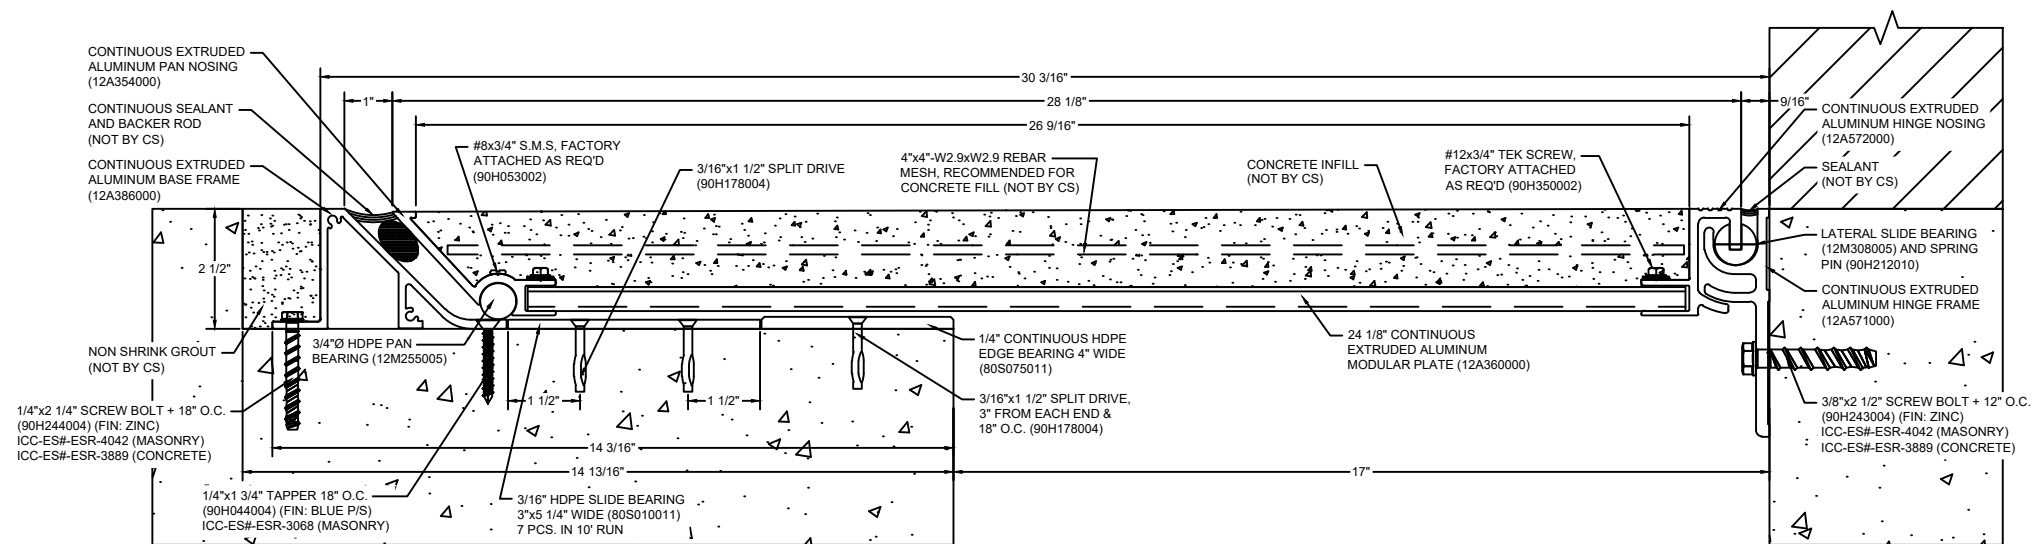 CONTINUOUS EXTRUDED
ALUMINUM PAN NOSING
(12A354000)
CONTINUOUS SEALANT
AND BACKER ROD
(NOT BY CS)
CONTINUOUS EXTRUDED
ALUMINUM BASE FRAME
(12A386000)
30 3/16"
1"
28 1/8"
9/16"
26 9/16"
#8x3/4" S.M.S, FACTORY
ATTACHED AS REQ'D
(90H053002)
3/16"x1 1/2" SPLIT DRIVE
(90H178004)
4"x4"-W2.9xW2.9 REBAR
MESH, RECOMMENDED FOR
CONCRETE FILL (NOT BY CS)
CONCRETE INFILL
(NOT BY CS)
#12x3/4" TEK SCREW,
FACTORY ATTACHED
AS REQ'D (90H350002)
CONTINUOUS EXTRUDED
ALUMINUM HINGE NOSING
(12A572000)
SEALANT
(NOT BY CS)
LATERAL SLIDE BEARING
(12M308005) AND SPRING
PIN (90H212010)
CONTINUOUS EXTRUDED
ALUMINUM HINGE FRAME
(12A571000)
2 1/2"
NON SHRINK GROUT
(NOT BY CS)
3/4"Ø HDPE PAN
BEARING (12M255005)
1/4" CONTINUOUS HDPE
EDGE BEARING 4" WIDE
(80S075011)
24 1/8" CONTINUOUS
EXTRUDED ALUMINUM
MODULAR PLATE (12A360000)
1/4"x2 1/4" SCREW BOLT + 18" O.C.
(90H244004) (FIN: ZINC)
ICC-ES#-ESR-4042 (MASONRY)
ICC-ES#-ESR-3889 (CONCRETE)
1 1/2"
1 1/2"
3/16"x1 1/2" SPLIT DRIVE,
3" FROM EACH END &
18" O.C. (90H178004)
3/8"x2 1/2" SCREW BOLT + 12" O.C.
(90H243004) (FIN: ZINC)
ICC-ES#-ESR-4042 (MASONRY)
ICC-ES#-ESR-3889 (CONCRETE)
14 3/16"
14 13/16"
17"
1/4"x1 3/4" TAPPER 18" O.C.
(90H044004) (FIN: BLUE P/S)
ICC-ES#-ESR-3068 (MASONRY)
3/16" HDPE SLIDE BEARING
3"x5 1/4" WIDE (80S010011)
7 PCS. IN 10' RUN